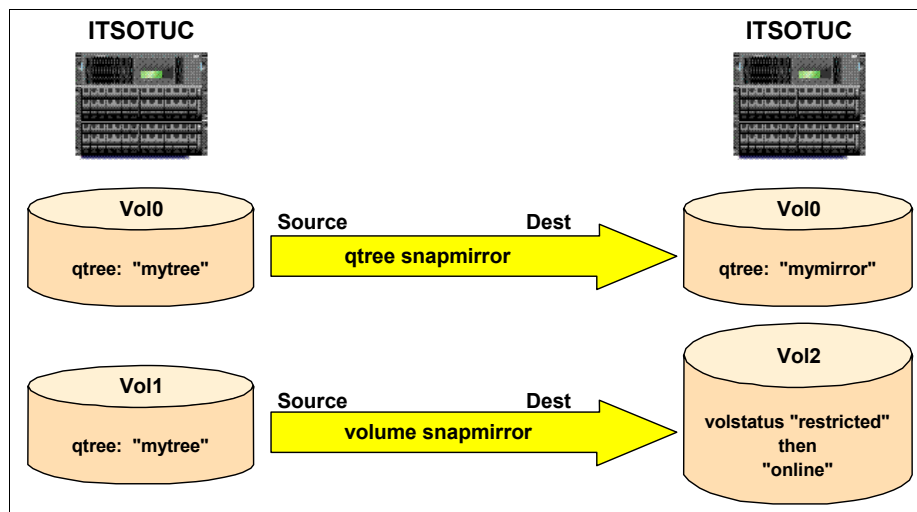 ITSOTUC
ITSOTUC
Vol0
qtree: "mytree"
Source
Dest
qtree snapmirror
Vol0
qtree: "mymirror"
Vol1
qtree: "mytree"
Source
Dest
volume snapmirror
Vol2
volstatus "restricted"
then
"online"